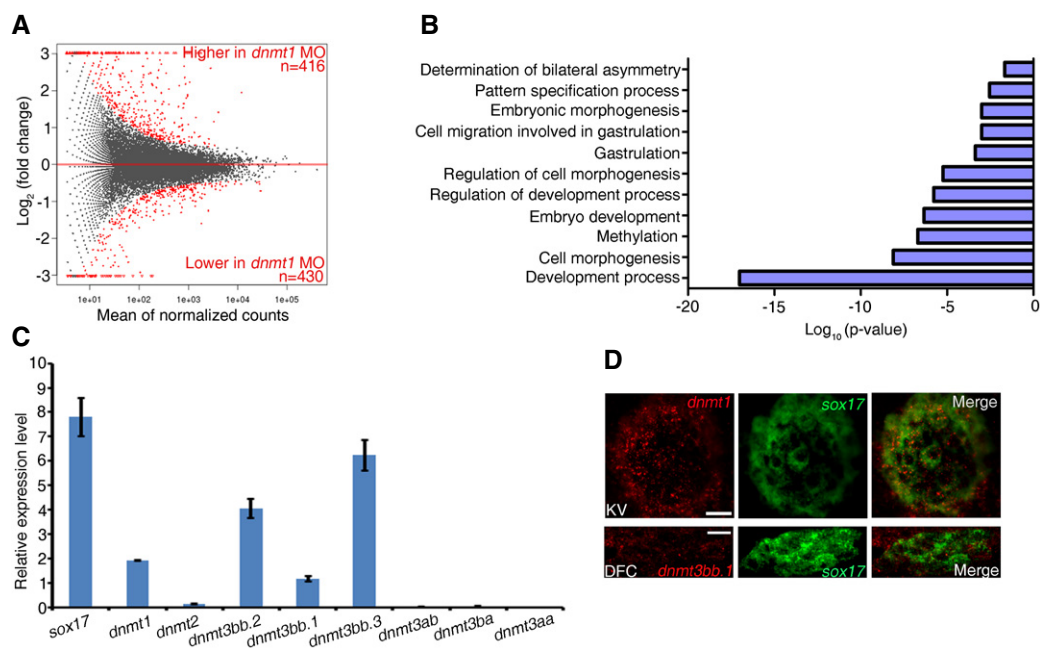 A
Log2 (fold change)
3
2
1
0
-1
-2
-3
Higher in dnmt1 MO
n=416
Lower in dnmt1 MO
n=430
1e+01 1e+02 1e+03 1e+04 1e+05
Mean of normalized counts
B
Determination of bilateral asymmetry
Pattern specification process
Embryonic morphogenesis
Cell migration involved in gastrulation
Gastrulation
Regulation of cell morphogenesis
Regulation of development process
Embryo development
Methylation
Cell morphogenesis
Development process
-20 -15 -10 -5 0
Log10 (p-value)
C
Relative expression level
10
9
8
7
6
5
4
3
2
1
0
sox17 dnmt1 dnmt2 dnmt3bb.2 dnmt3bb.1 dnmt3bb.3 dnmt3ab dnmt3ba dnmt3aa
D
dnmt1 sox17 Merge
KV
DFC dnmt3bb.1 sox17 Merge